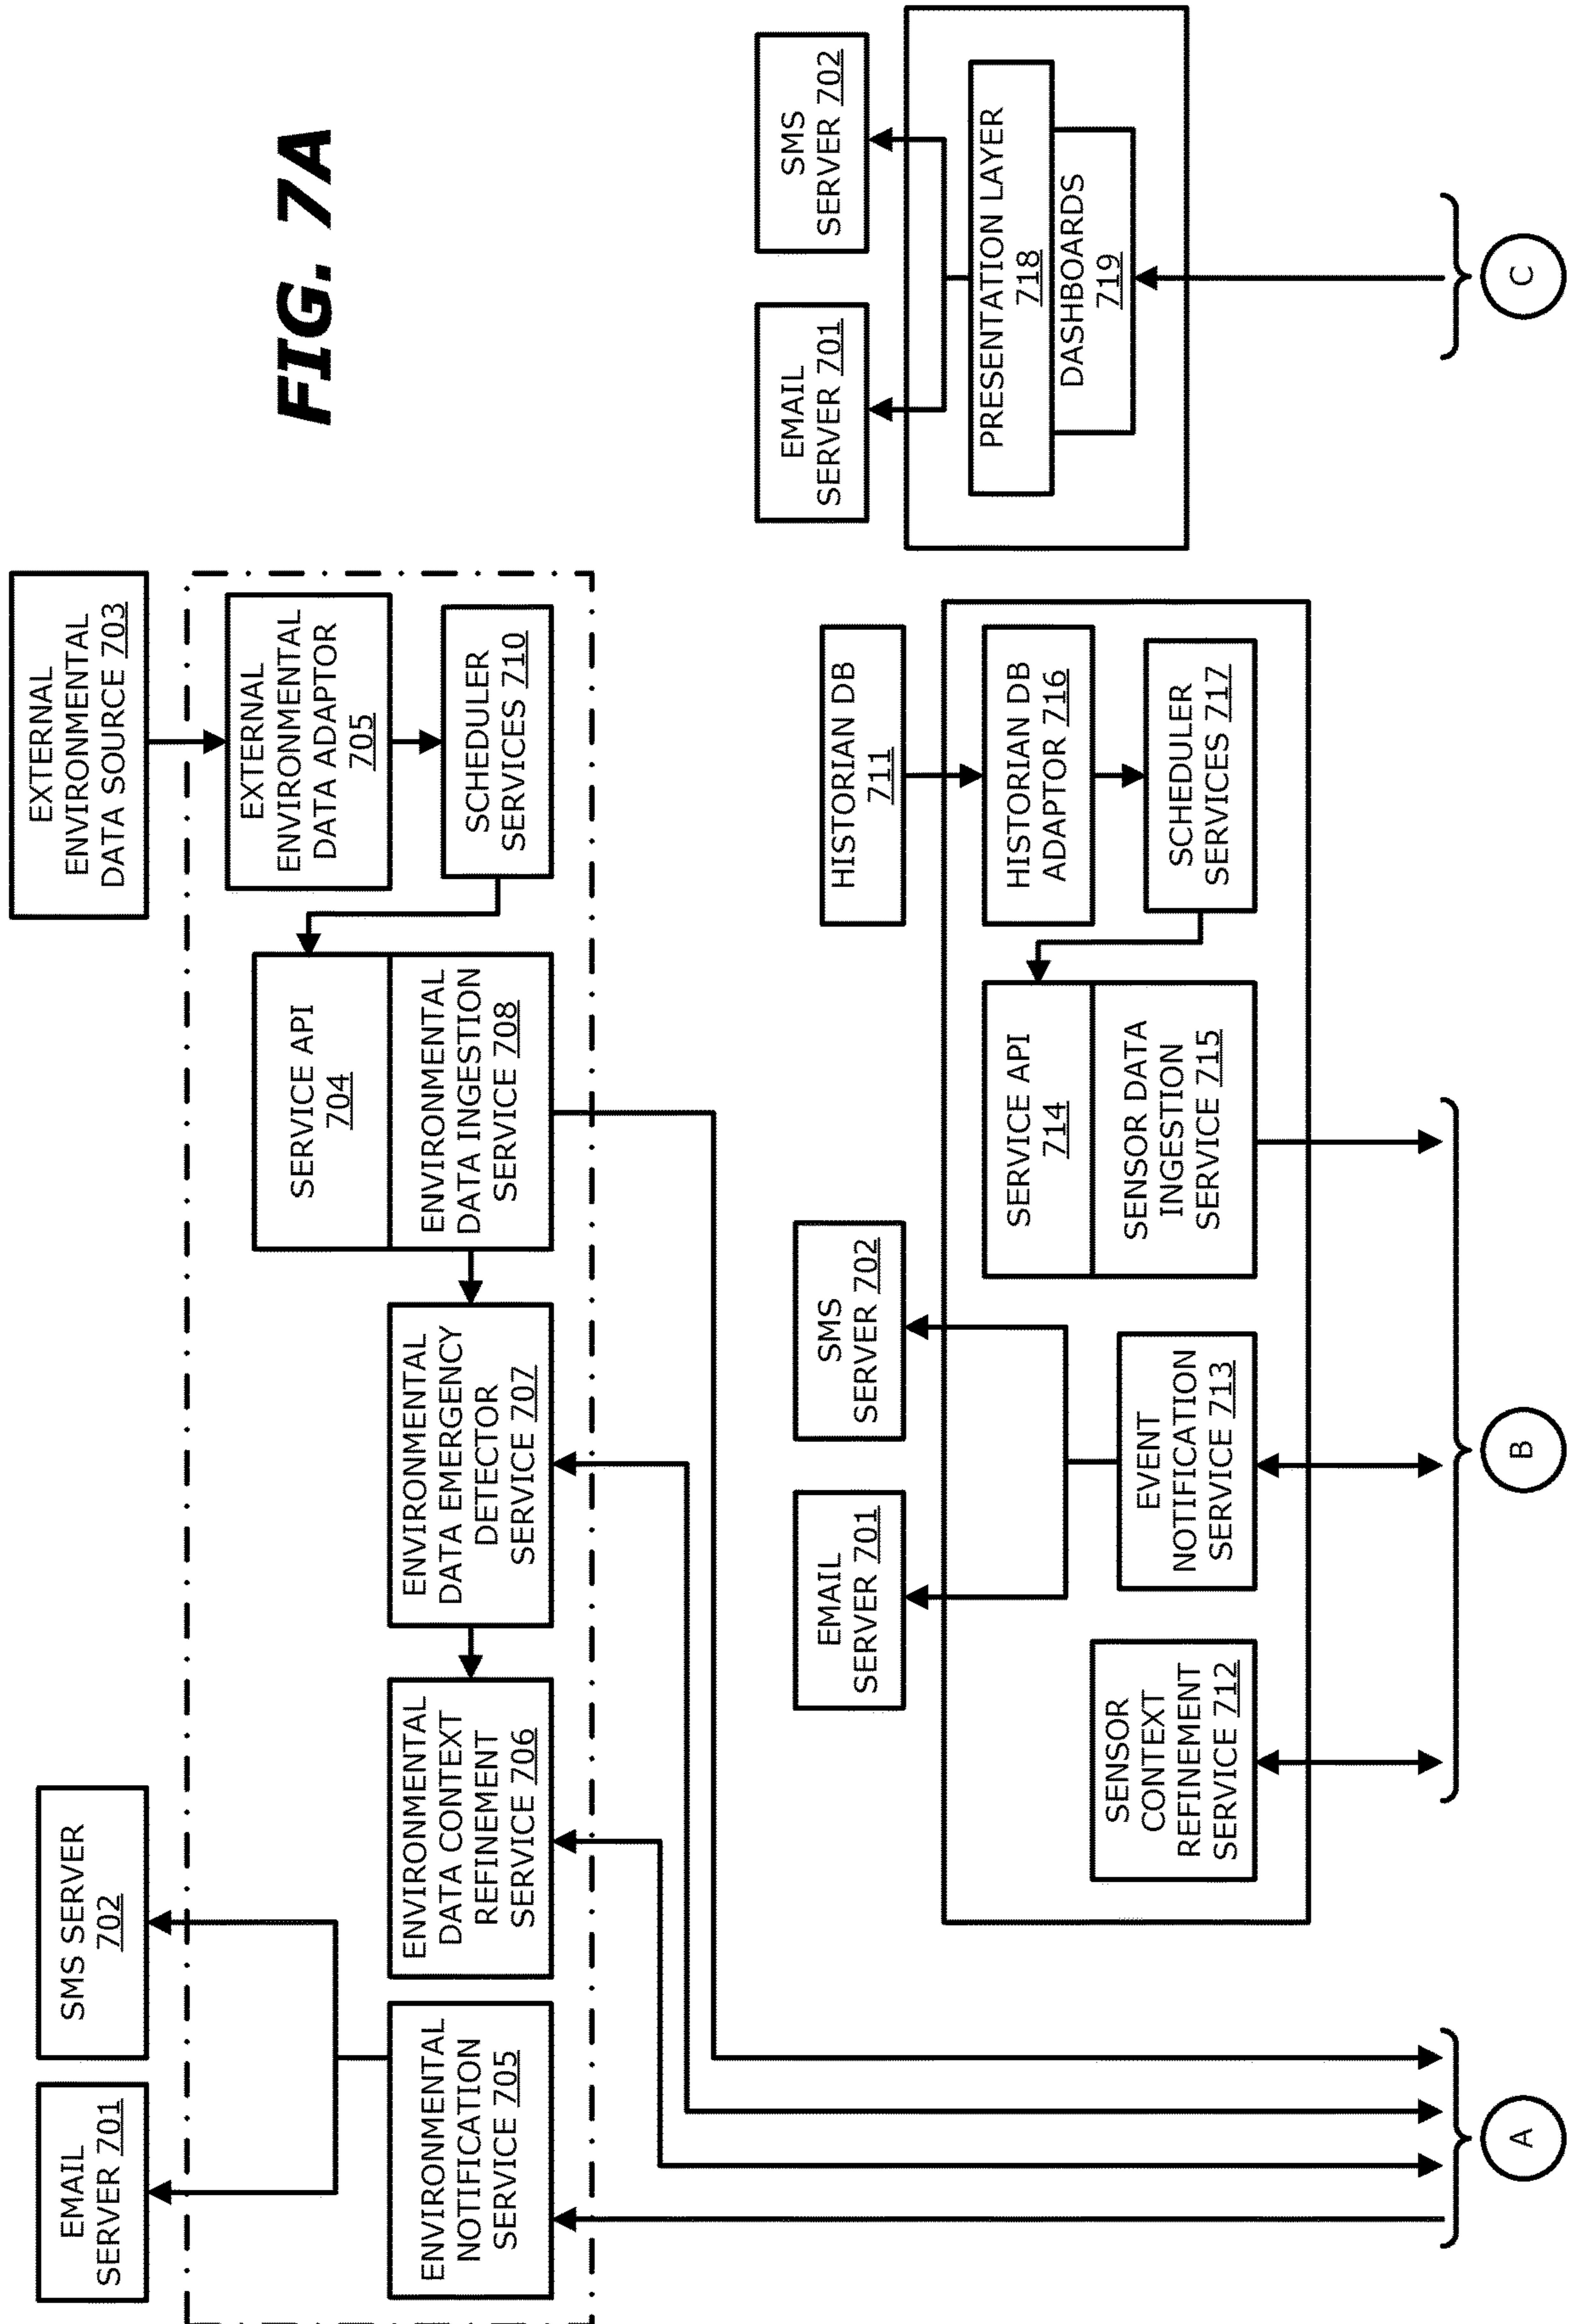 EMAIL
SERVER 701
SMS SERVER
702
EXTERNAL
ENVIRONMENTAL
DATA SOURCE 703
ENVIRONMENTAL
NOTIFICATION
SERVICE 705
ENVIRONMENTAL
DATA CONTEXT
REFINEMENT
SERVICE 706
ENVIRONMENTAL
DATA EMERGENCY
DETECTOR
SERVICE 707
SERVICE API
704
ENVIRONMENTAL
DATA INGESTION
SERVICE 708
EXTERNAL
ENVIRONMENTAL
DATA ADAPTOR
705
SCHEDULER
SERVICES 710
FIG. 7A
EMAIL
SERVER 701
SMS
SERVER 702
HISTORIAN DB
711
SENSOR
CONTEXT
REFINEMENT
SERVICE 712
EVENT
NOTIFICATION
SERVICE 713
SERVICE API
714
SENSOR DATA
INGESTION
SERVICE 715
HISTORIAN DB
ADAPTOR 716
SCHEDULER
SERVICES 717
EMAIL
SERVER 701
SMS
SERVER 702
PRESENTATION LAYER
718
DASHBOARDS
719
A
B
C